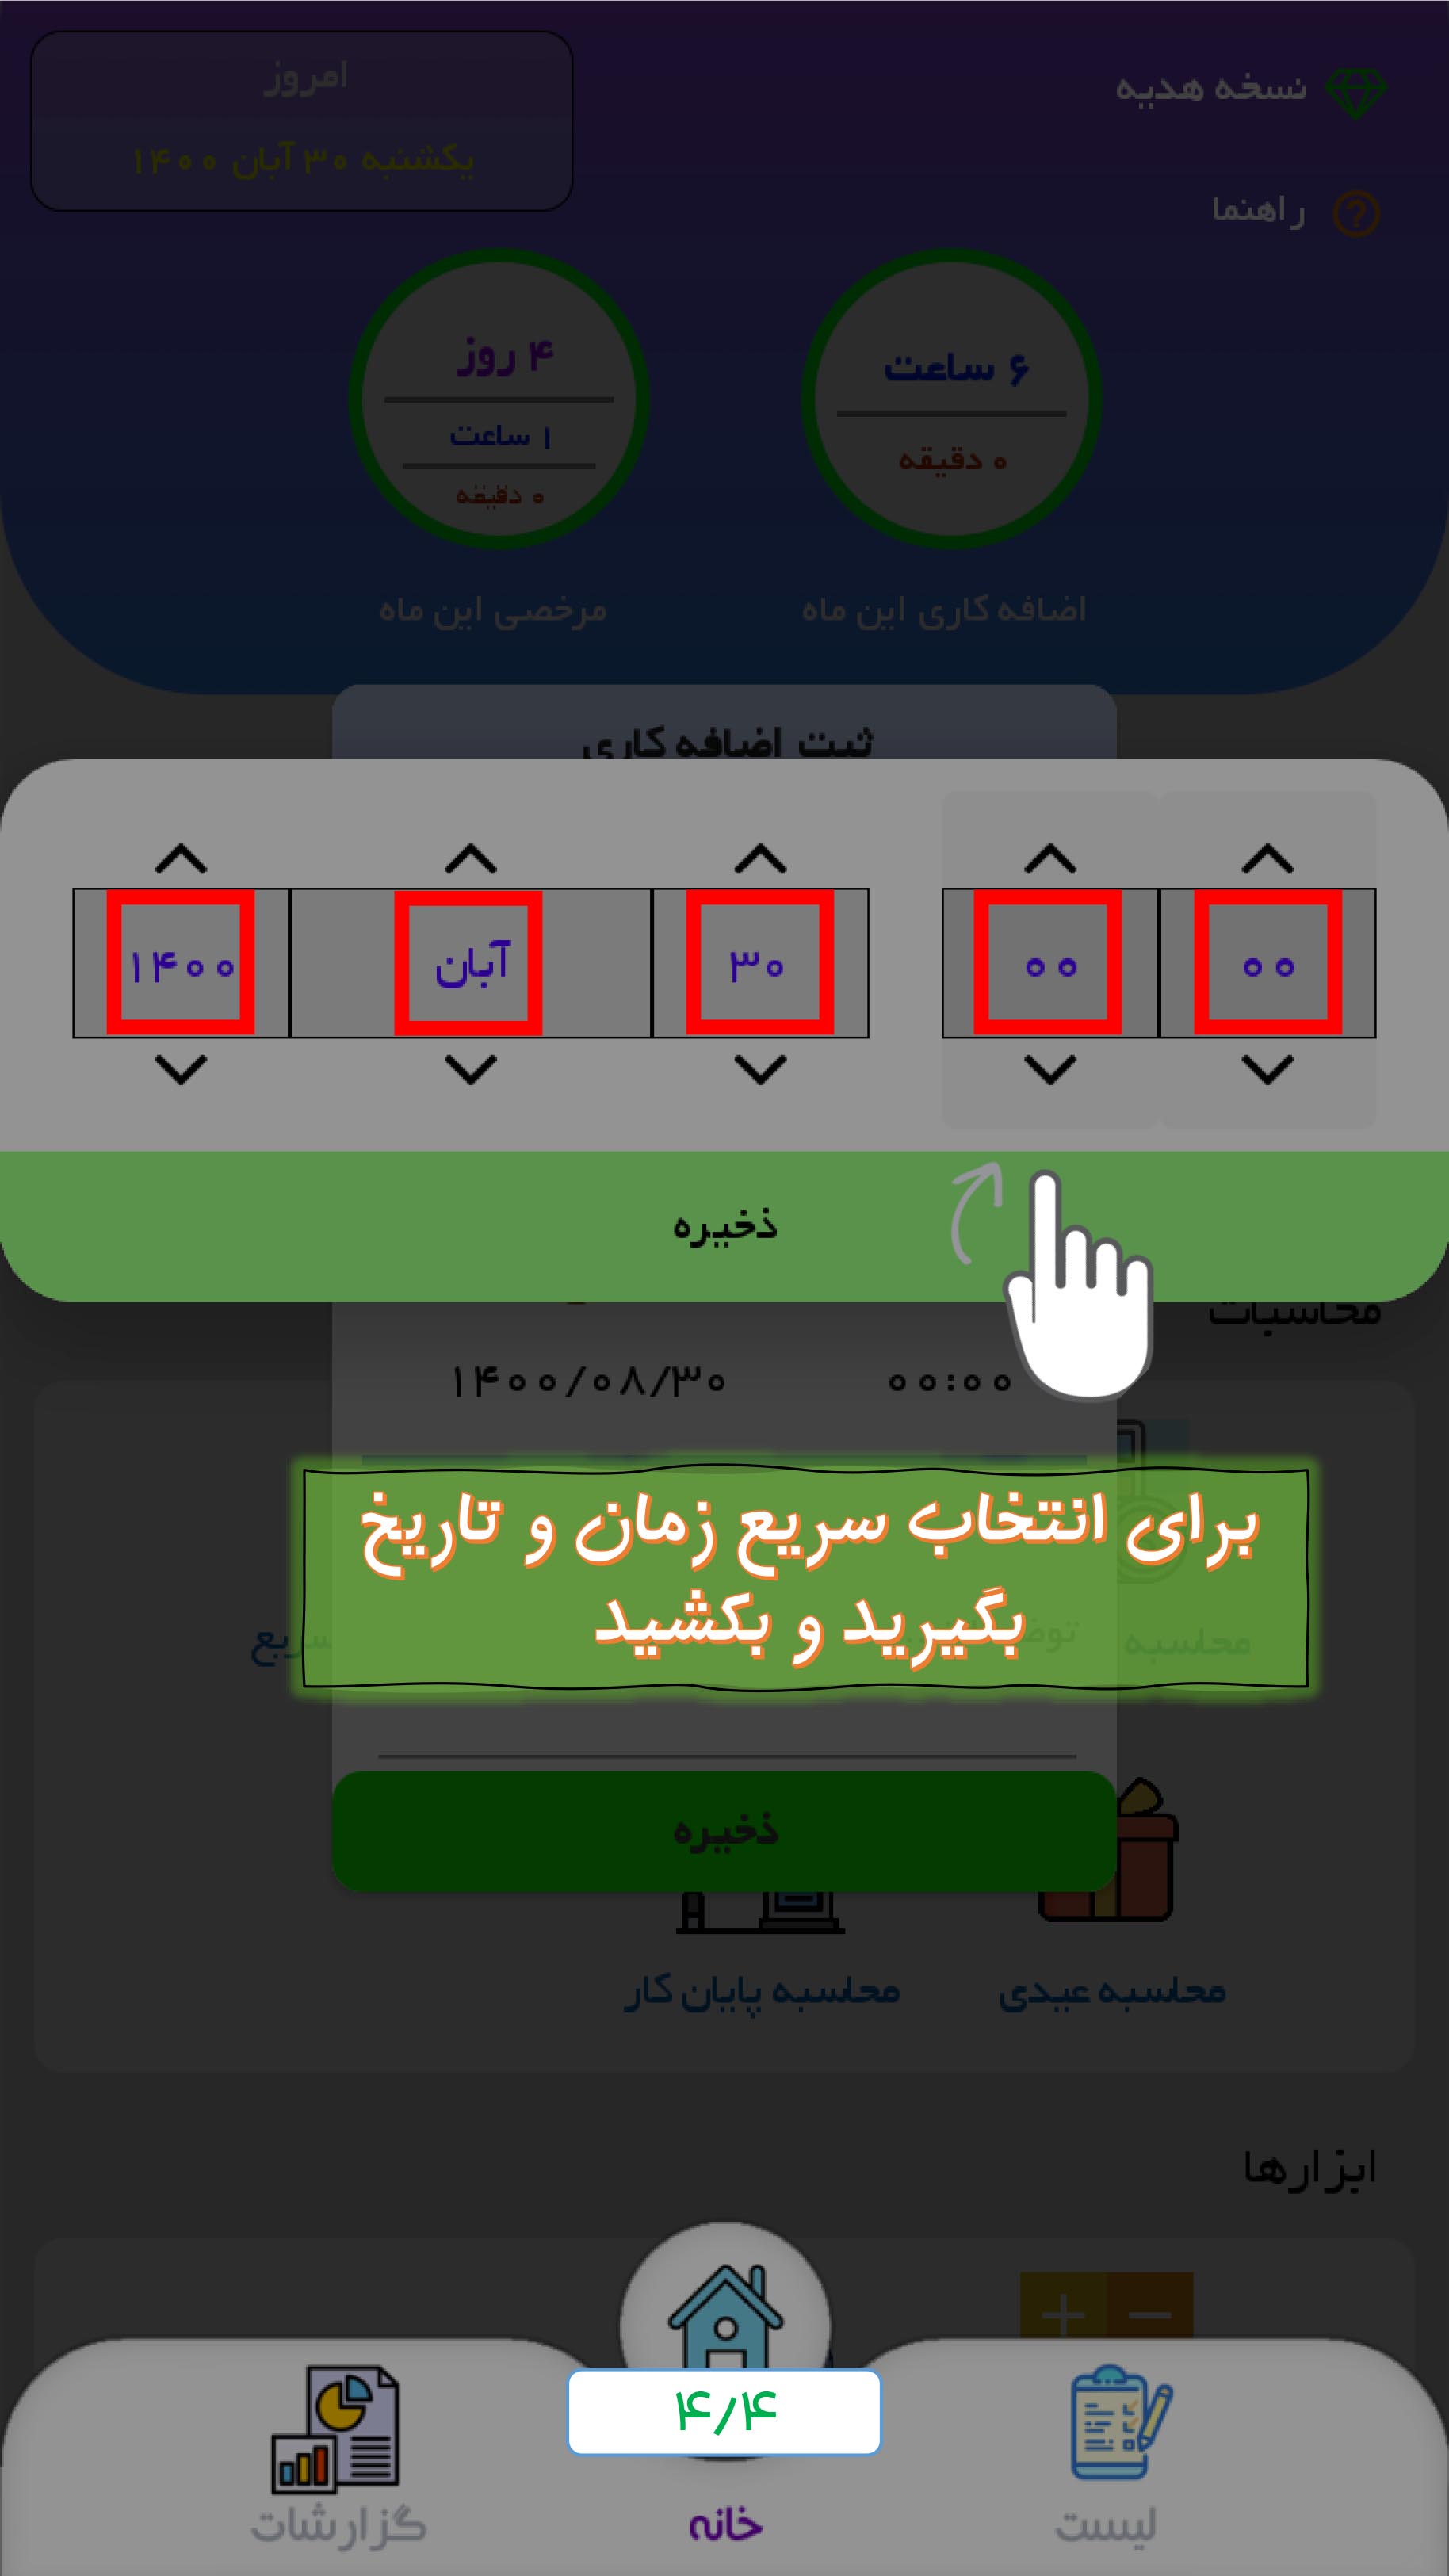 نسخه هدیه
امروز
یکشنبه ۳۰ آبان ۱۴۰۰
راهنما
۶ ساعت
۰ دقیقه
۴ روز
۱ ساعت
۰ دقیقه
اضافه کاری این ماه
مرخصی این ماه
ثبت اضافه کاری
۱۴۰۰ آبان ۳۰ ۰۰ ۰۰
ذخیره
محاسبات
۱۴۰۰/۰۸/۳۰ ۰۰:۰۰
برای انتخاب سریع زمان و تاریخ
بگیرید و بکشید
محاسبه
ذخیره
محاسبه عیدی
محاسبه پایان کار
ابزارها
۴/۴
لیست
خانه
گزارشات